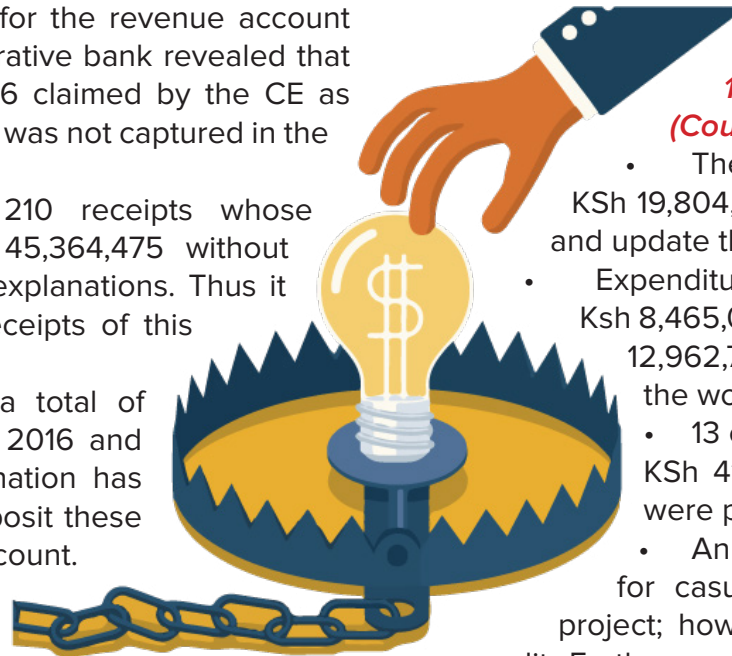 for the revenue account
rative bank revealed that
6 claimed by the CE as
was not captured in the
210 receipts whose
45,364,475 without
explanations. Thus it
eceipts of this
a total of
2016 and
mation has
posit these
count.
$
1
(Cou
• The
KSh 19,804,
and update th
• Expenditu
Ksh 8,465,0
12,962,7
the wo
• 13
KSh 4
were p
• An
for casu
project; how